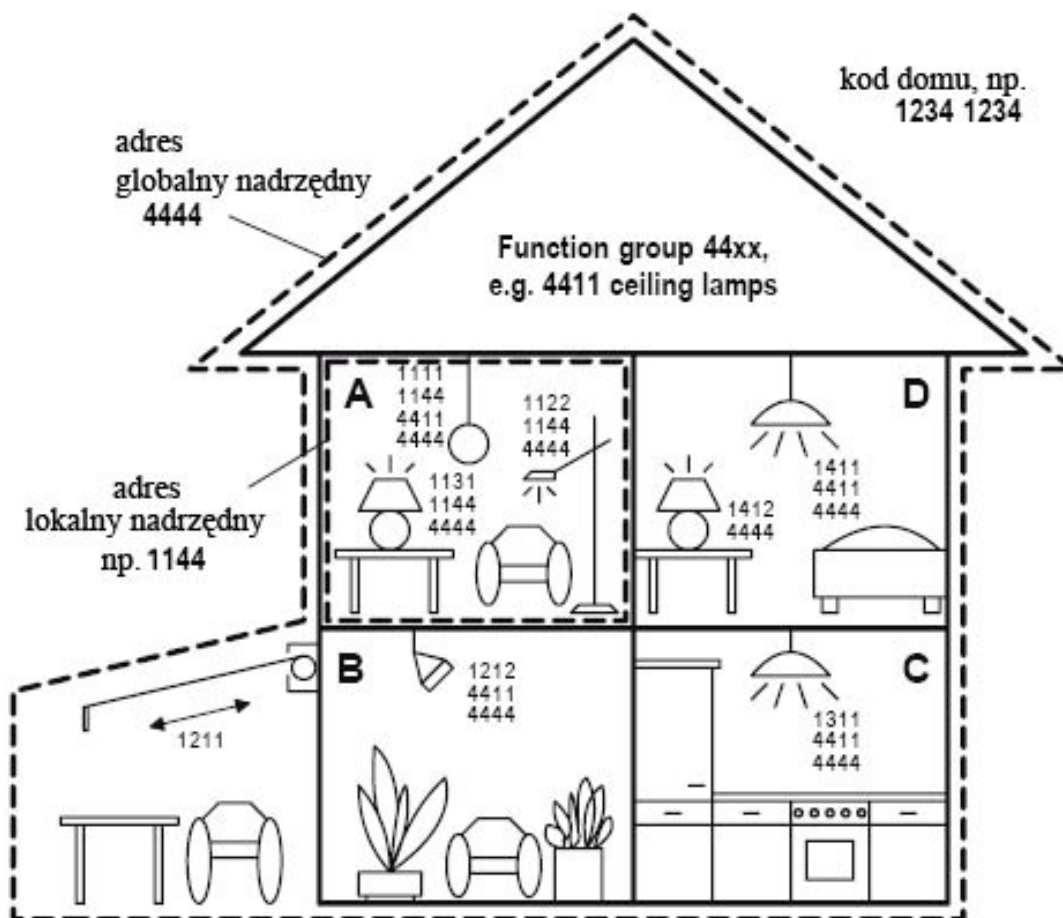 kod domu, np.
1234 1234
adres
globalny nadrzędny
4444
Function group 44xx,
e.g. 4411 ceiling lamps
A
1111
1144
4411
4444
1122
1144
4444
1131
1144
4444
D
1411
4411
4444
1412
4444
adres
lokalny nadrzędny
np. 1144
B
1212
4411
4444
C
1311
4411
4444
1211